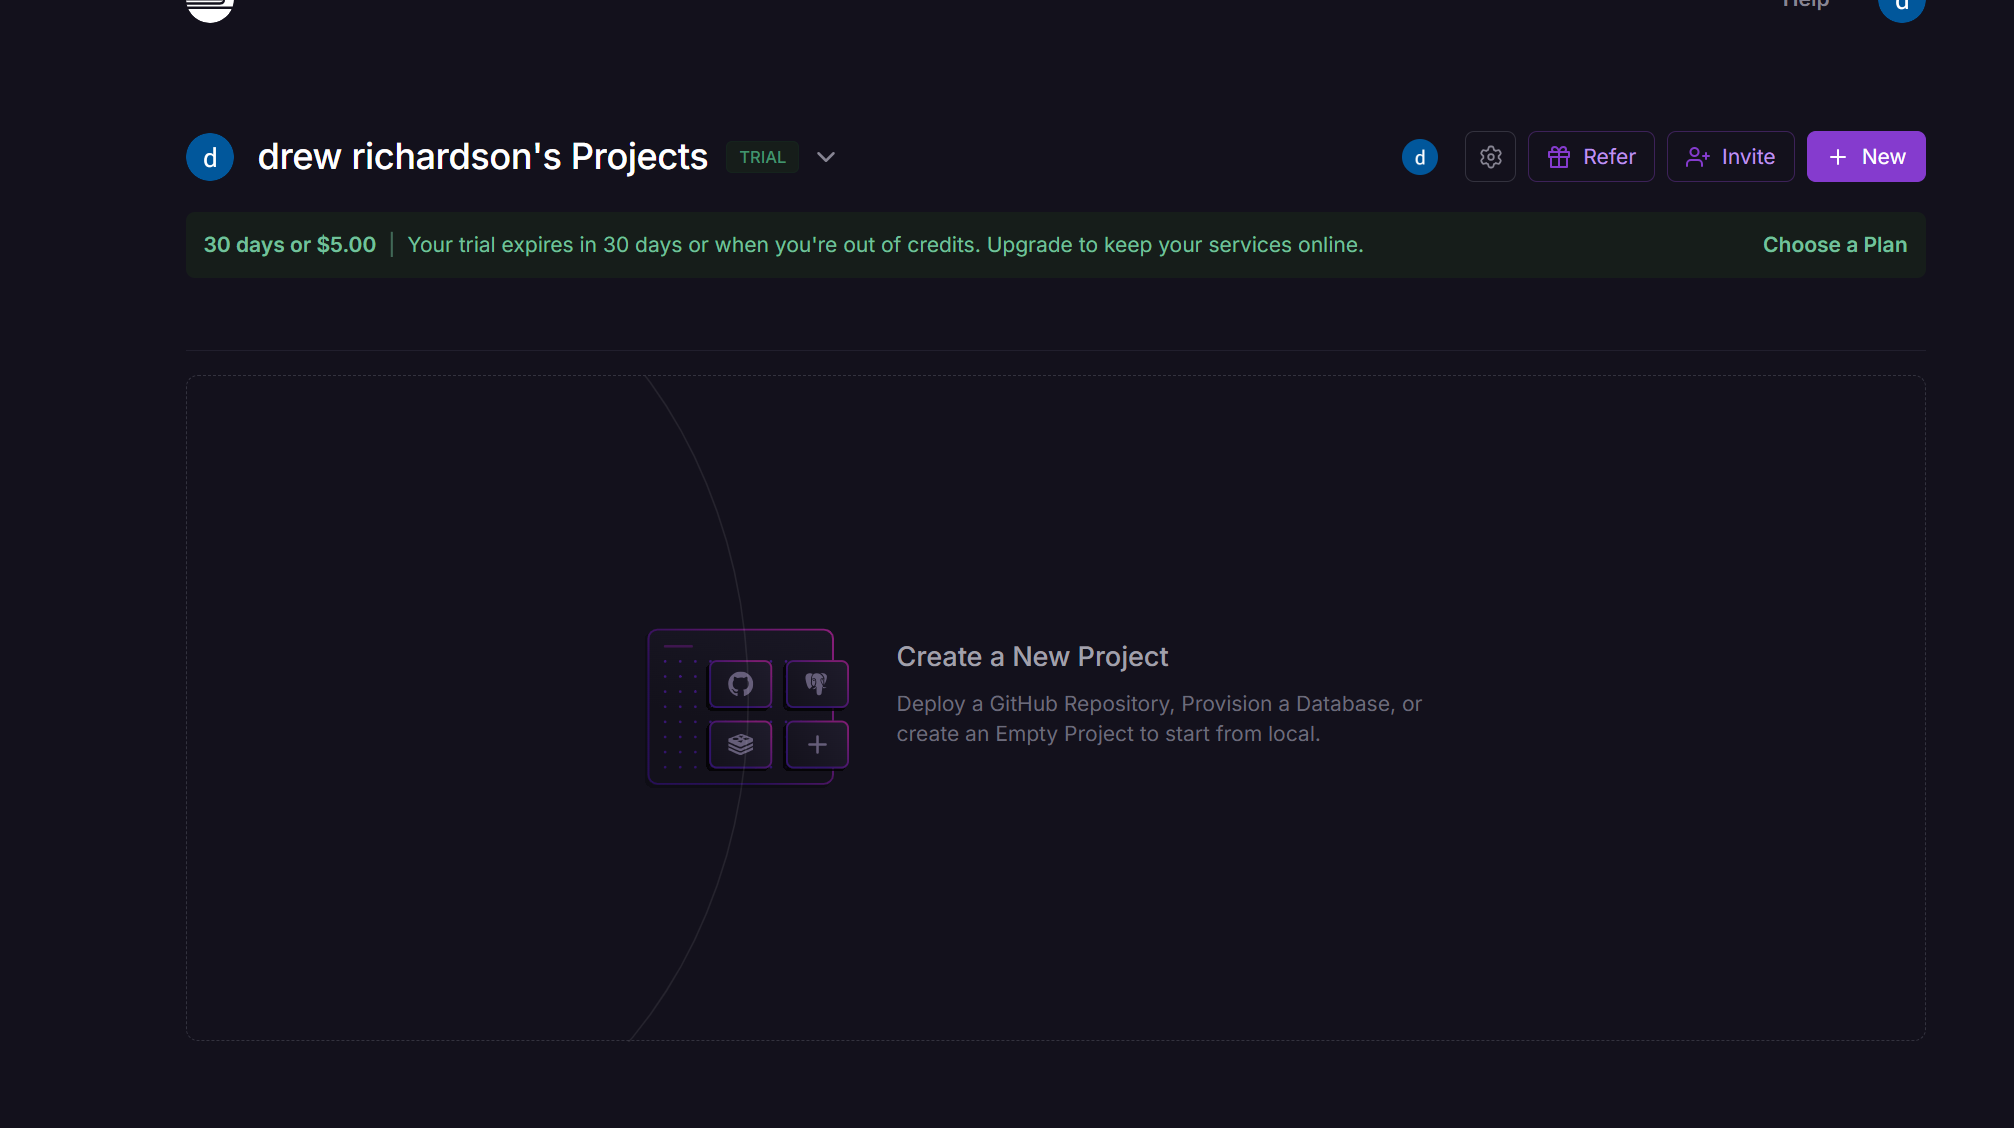 Help
d
d
drew richardson's Projects
TRIAL
d
Refer
Invite
+ New
30 days or $5.00 | Your trial expires in 30 days or when you're out of credits. Upgrade to keep your services online.
Choose a Plan
Create a New Project
Deploy a GitHub Repository, Provision a Database, or
create an Empty Project to start from local.